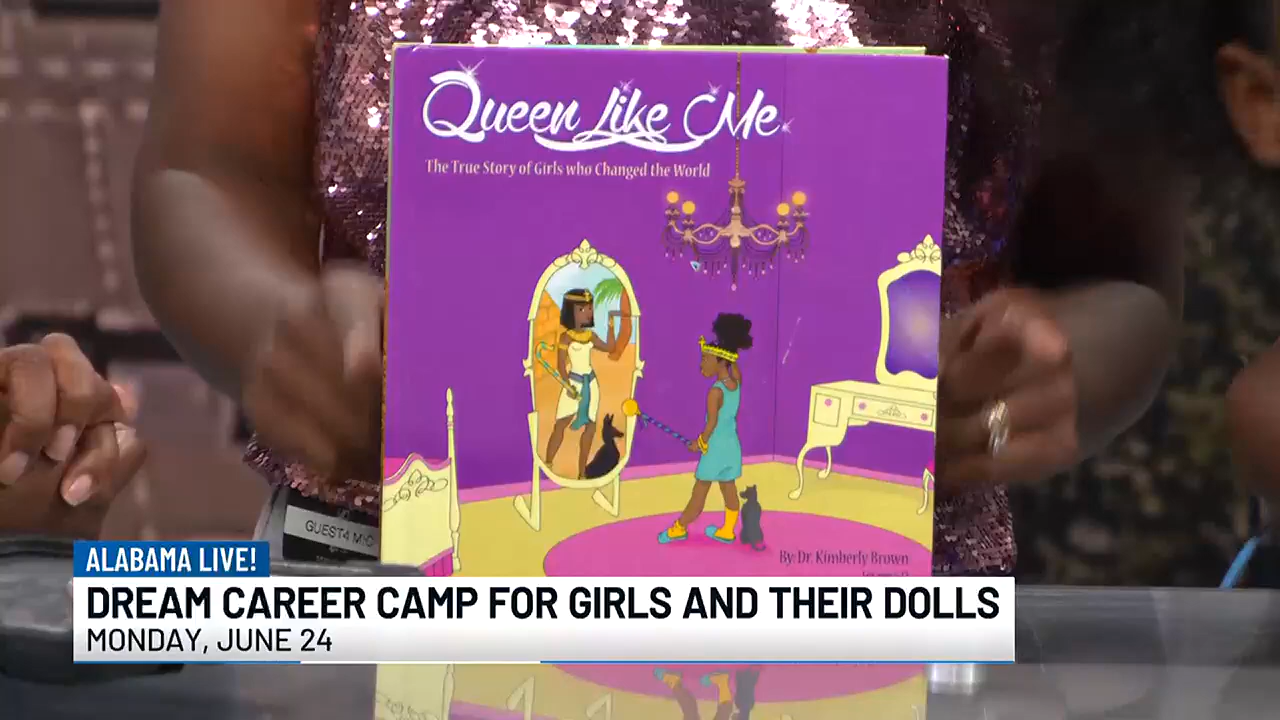 Queen Like Me
The True Story of Girls who Changed the World
By: Dr. Kimberly Brown
GUEST4 MIC
ALABAMA LIVE!
DREAM CAREER CAMP FOR GIRLS AND THEIR DOLLS
MONDAY, JUNE 24